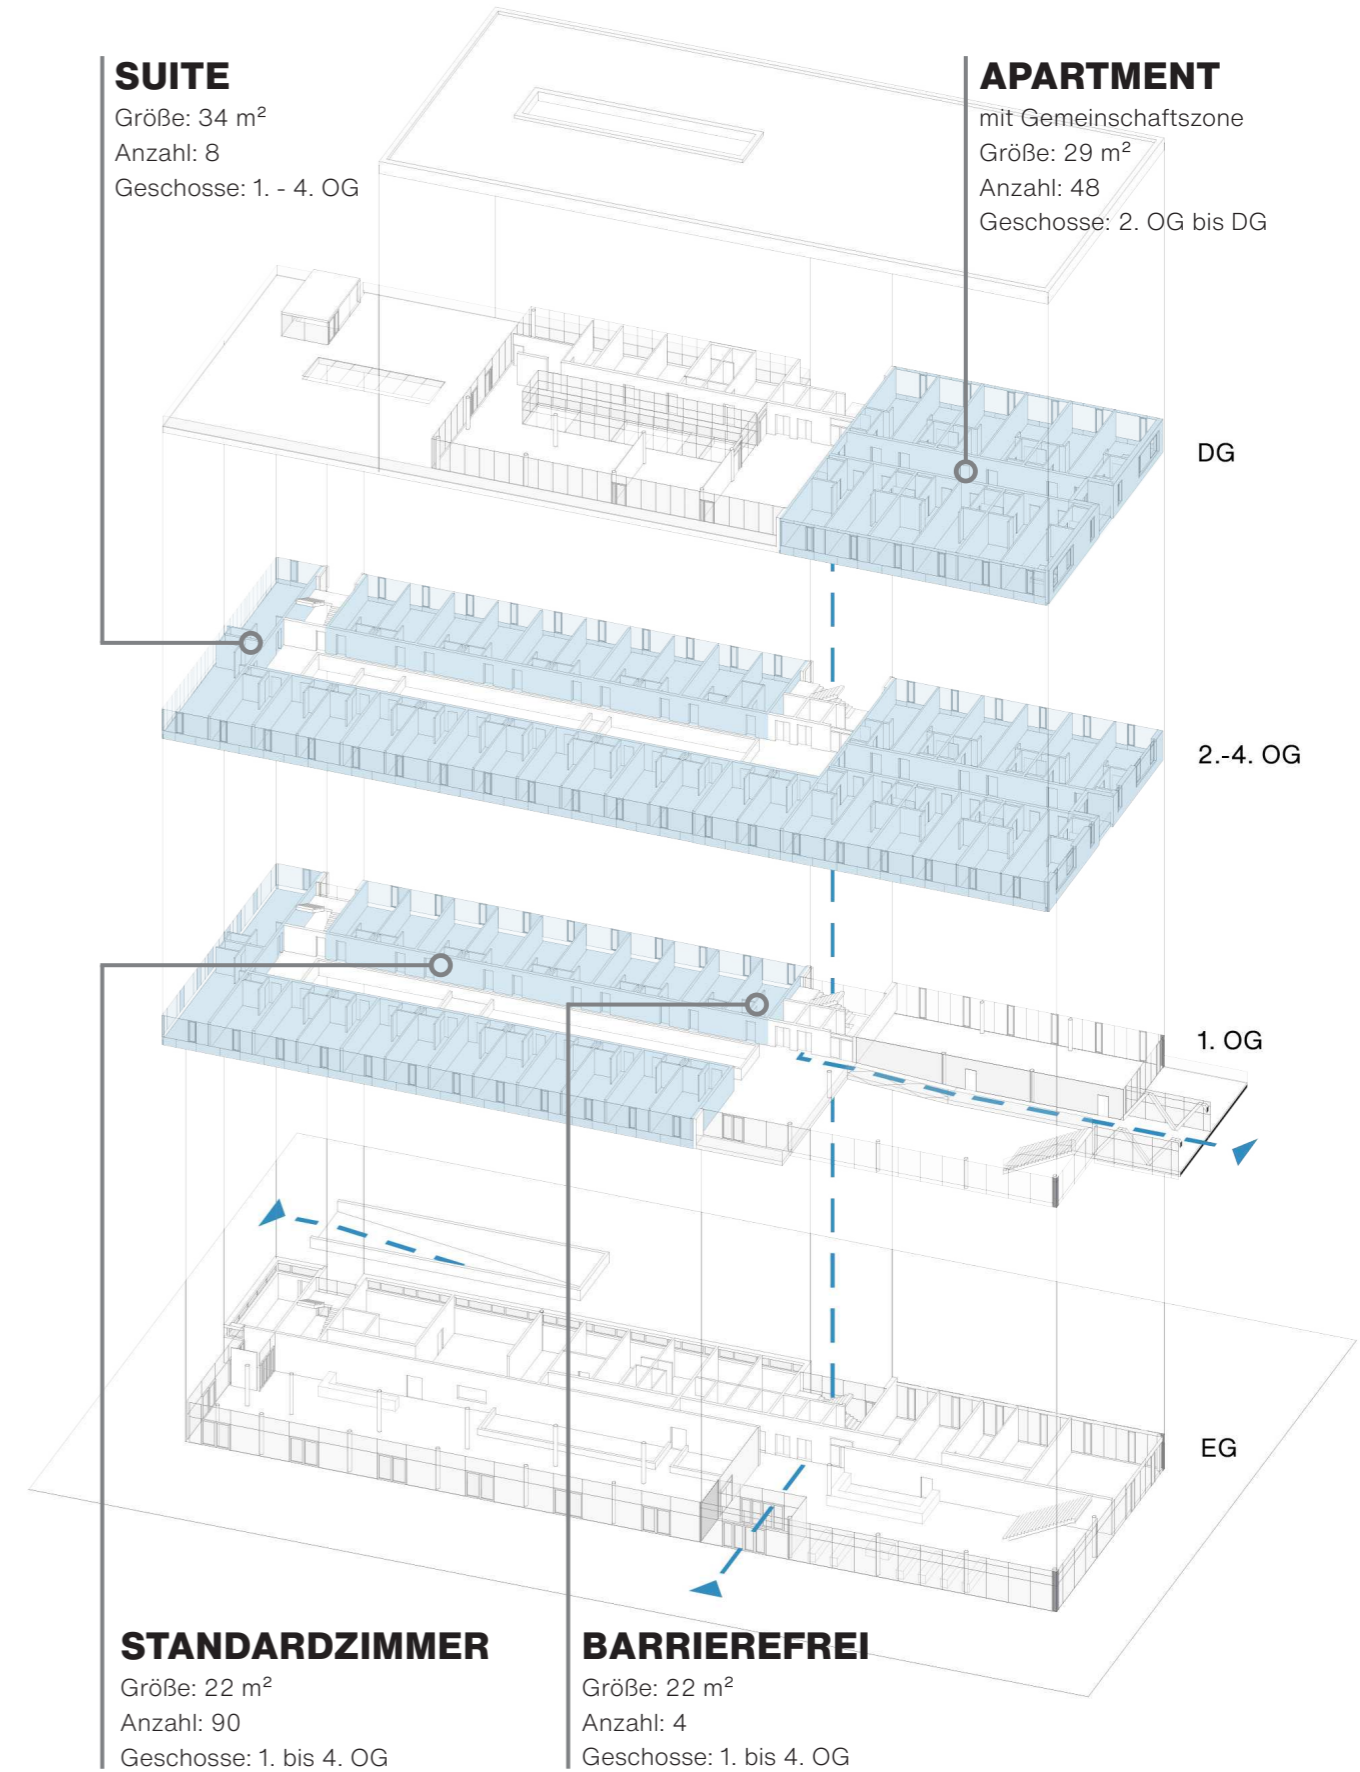 SUITE
Größe: 34 m²
Anzahl: 8
Geschosse: 1. - 4. OG
APARTMENT
mit Gemeinschaftszone
Größe: 29 m²
Anzahl: 48
Geschosse: 2. OG bis DG
DG
2.-4. OG
1. OG
EG
STANDARDZIMMER
Größe: 22 m²
Anzahl: 90
Geschosse: 1. bis 4. OG
BARRIEREFREI
Größe: 22 m²
Anzahl: 4
Geschosse: 1. bis 4. OG